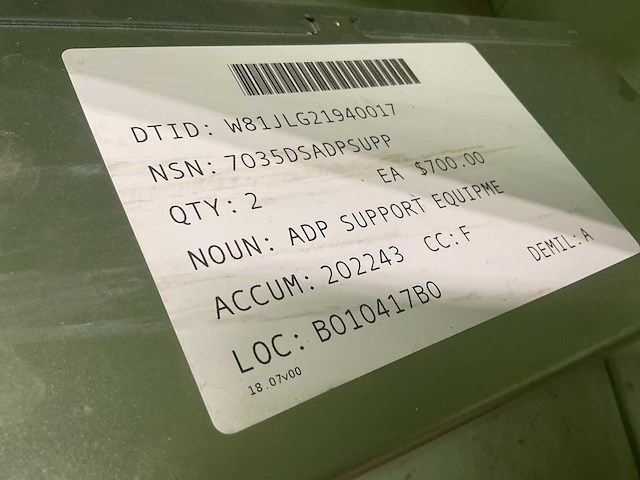 DTID: W81JLG21940017
NSN: 7035DSADPSUPP
QTY: 2 EA $700.00
NOUN: ADP SUPPORT EQUIPME
ACCUM: 202243 CC: F DEMIL: A
LOC: B010417B0
18.07v00